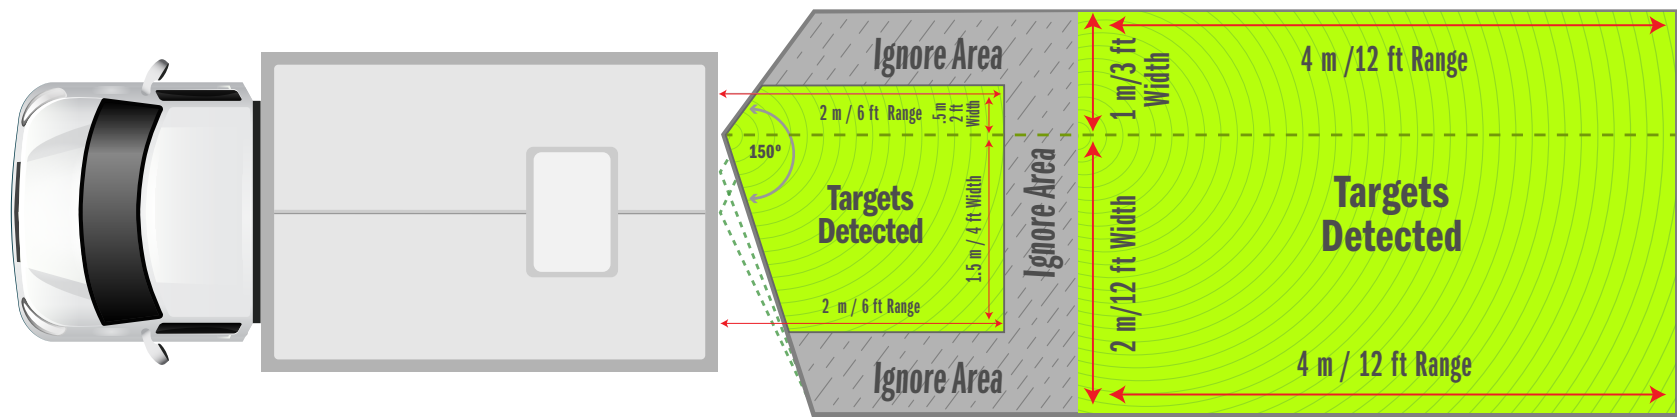 Ignore Area
2 m / 6 ft Range
.5 m
2 ft
Width
150°
Targets
Detected
1.5 m / 4 ft Width
2 m / 6 ft Range
Ignore Area
Ignore Area
1 m/3 ft
Width
4 m /12 ft Range
Targets
Detected
2 m/12 ft Width
4 m / 12 ft Range